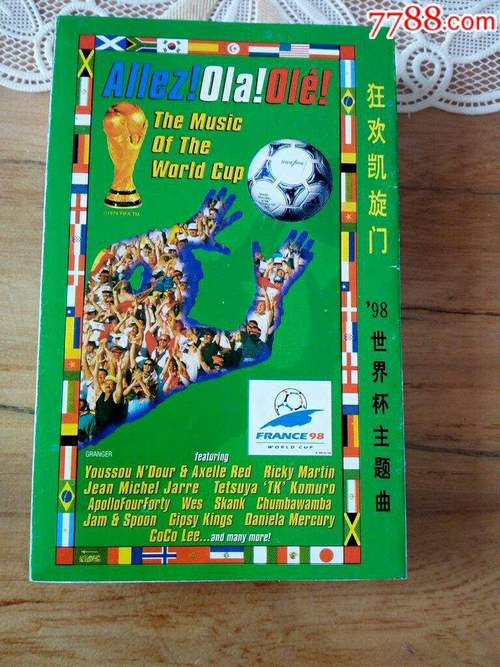 7788.com
Allez!Ola!Olé!
The Music
Of The
World Cup
狂欢凯旋门
'98世界杯主题曲
FRANCE 98
WORLD CUP
GRANGER
featuring
Youssou N'Dour & Axelle Red Ricky Martin
Jean Michel Jarre Tetsuya 'TK' Komuro
ApolloFourForty Wes Skank Chumbawamba
Jam & Spoon Gipsy Kings Daniela Mercury
CoCo Lee...and many more!